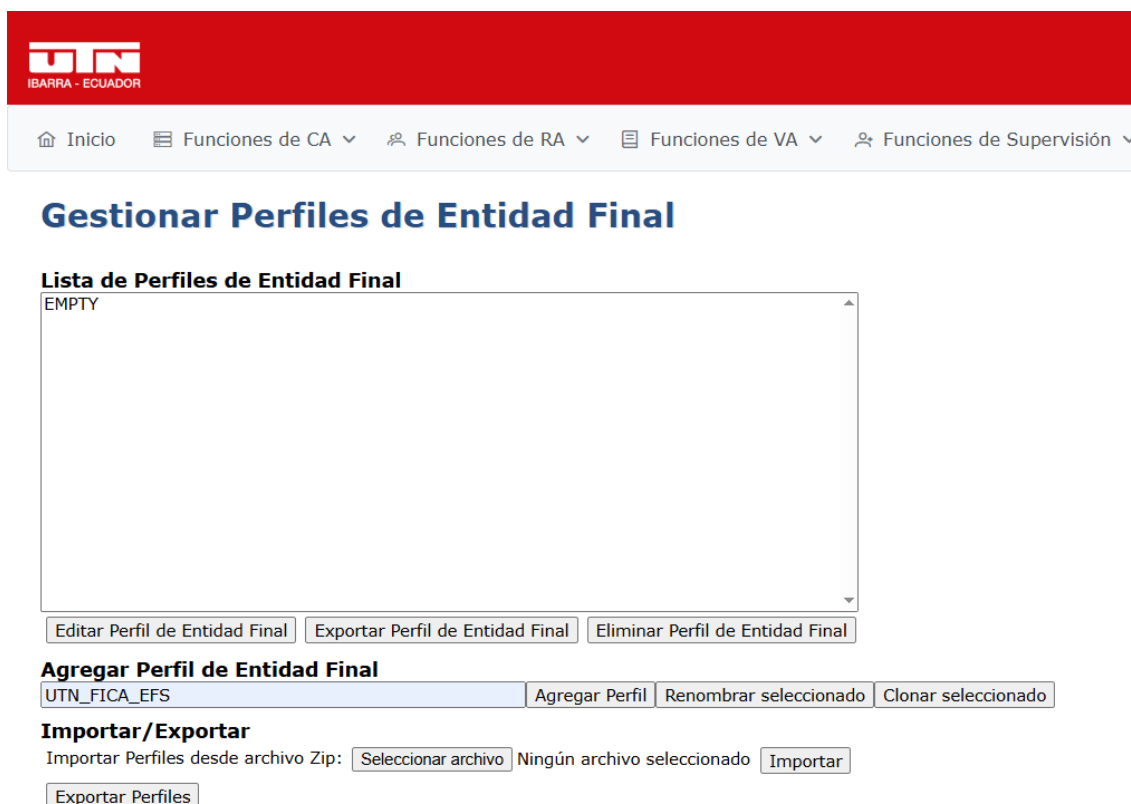 UTN
IBARRA - ECUADOR
Inicio Funciones de CA Funciones de RA Funciones de VA Funciones de Supervisión
Gestionar Perfiles de Entidad Final
Lista de Perfiles de Entidad Final
EMPTY
Editar Perfil de Entidad Final Exportar Perfil de Entidad Final Eliminar Perfil de Entidad Final
Agregar Perfil de Entidad Final
UTN_FICA_EFS Agregar Perfil Renombrar seleccionado Clonar seleccionado
Importar/Exportar
Importar Perfiles desde archivo Zip: Seleccionar archivo Ningún archivo seleccionado Importar
Exportar Perfiles